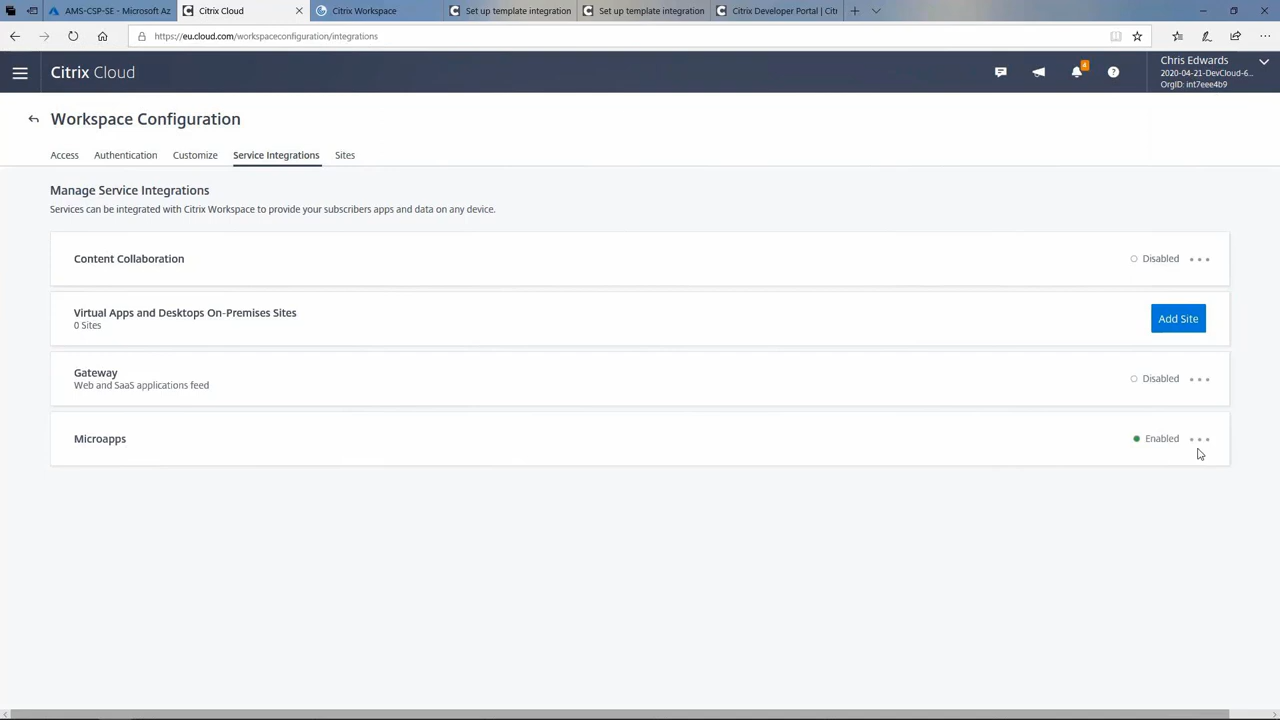 AMS-CSP-SE - Microsoft Az
Citrix Cloud
Citrix Workspace
Set up template integration
Set up template integration
Citrix Developer Portal | Citr
https://eu.cloud.com/workspaceconfiguration/integrations
Citrix Cloud
4
Chris Edwards
2020-04-21-DevCloud-6...
OrgID: int7eee4b9
Workspace Configuration
Access
Authentication
Customize
Service Integrations
Sites
Manage Service Integrations
Services can be integrated with Citrix Workspace to provide your subscribers apps and data on any device.
Content Collaboration
Disabled
Virtual Apps and Desktops On-Premises Sites
0 Sites
Add Site
Gateway
Web and SaaS applications feed
Disabled
Microapps
Enabled